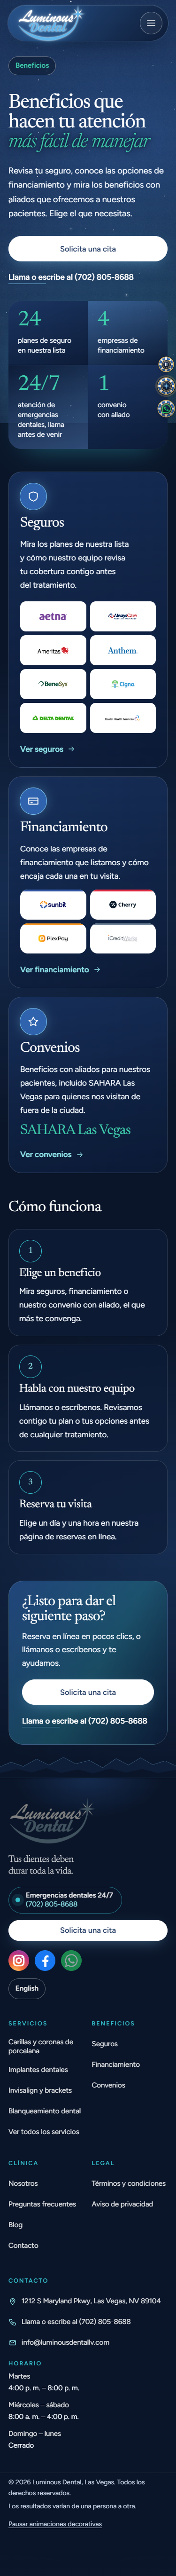 Luminous
Dental
Beneficios
Beneficios que
hacen tu atención
más fácil de manejar
Revisa tu seguro, conoce las opciones de
financiamiento y mira los beneficios con
aliados que ofrecemos a nuestros
pacientes. Elige el que necesitas.
Solicita una cita
Llama o escribe al (702) 805-8688
24
planes de seguro
en nuestra lista
4
empresas de
financiamiento
24/7
atención de
emergencias
dentales, llama
antes de venir
1
convenio
con aliado
Seguros
Mira los planes de nuestra lista
y cómo nuestro equipo revisa
tu cobertura contigo antes
del tratamiento.
aetna
AlwaysCare
Ameritas
Anthem
BeneSys
Cigna
DELTA DENTAL
Dental Health Services
Ver seguros →
Financiamiento
Conoce las empresas de
financiamiento que listamos y cómo
encaja cada una en tu visita.
sunbit
Cherry
PlexPay
iCreditWorks
Ver financiamiento →
Convenios
Beneficios con aliados para nuestros
pacientes, incluido SAHARA Las
Vegas para quienes nos visitan de
fuera de la ciudad.
SAHARA Las Vegas
Ver convenios →
Cómo funciona
1
Elige un beneficio
Mira seguros, financiamiento o
nuestro convenio con aliado, el que
más te convenga.
2
Habla con nuestro equipo
Llámanos o escríbenos. Revisamos
contigo tu plan o tus opciones antes
de cualquier tratamiento.
3
Reserva tu visita
Elige un día y una hora en nuestra
página de reservas en línea.
¿Listo para dar el
siguiente paso?
Reserva en línea en pocos clics, o
llámanos o escríbenos y te
ayudamos.
Solicita una cita
Llama o escribe al (702) 805-8688
Luminous
Dental
Tus dientes deben
durar toda la vida.
Emergencias dentales 24/7
(702) 805-8688
Solicita una cita
English
SERVICIOS
Carillas y coronas de
porcelana
Implantes dentales
Invisalign y brackets
Blanqueamiento dental
Ver todos los servicios
BENEFICIOS
Seguros
Financiamiento
Convenios
CLÍNICA
Nosotros
Preguntas frecuentes
Blog
Contacto
LEGAL
Términos y condiciones
Aviso de privacidad
CONTACTO
1212 S Maryland Pkwy, Las Vegas, NV 89104
Llama o escribe al (702) 805-8688
info@luminousdentallv.com
HORARIO
Martes
4:00 p. m. – 8:00 p. m.
Miércoles – sábado
8:00 a. m. – 4:00 p. m.
Domingo – lunes
Cerrado
© 2026 Luminous Dental, Las Vegas. Todos los
derechos reservados.
Los resultados varían de una persona a otra.
Pausar animaciones decorativas